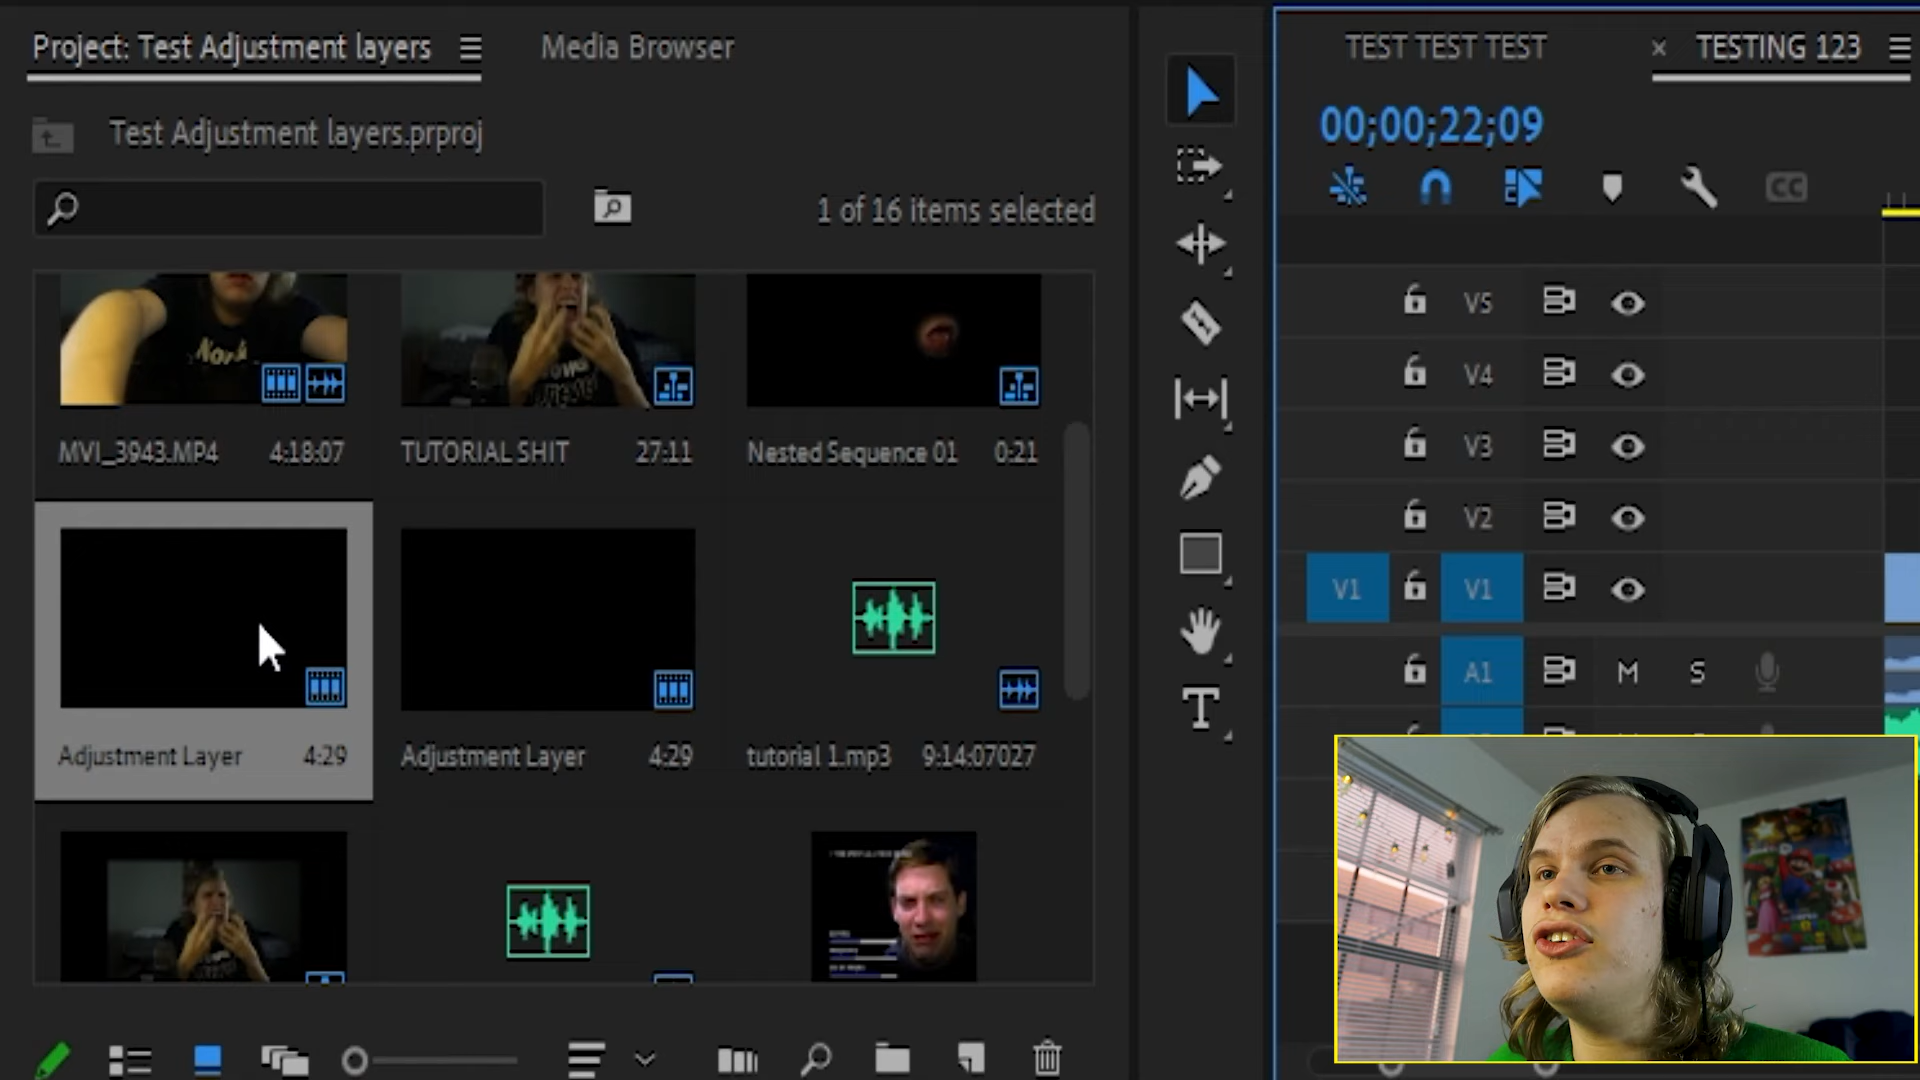 Project: Test Adjustment layers
Media Browser
TEST TEST TEST
× TESTING 123
Test Adjustment layers.prproj
00;00;22;09
1 of 16 items selected
CC
MVI_3943.MP4 4:18:07
TUTORIAL SHIT 27:11
Nested Sequence 01 0:21
V5
V4
V3
V2
V1 V1
A1 M S
Adjustment Layer 4:29
Adjustment Layer 4:29
tutorial 1.mp3 9:14:07027
T